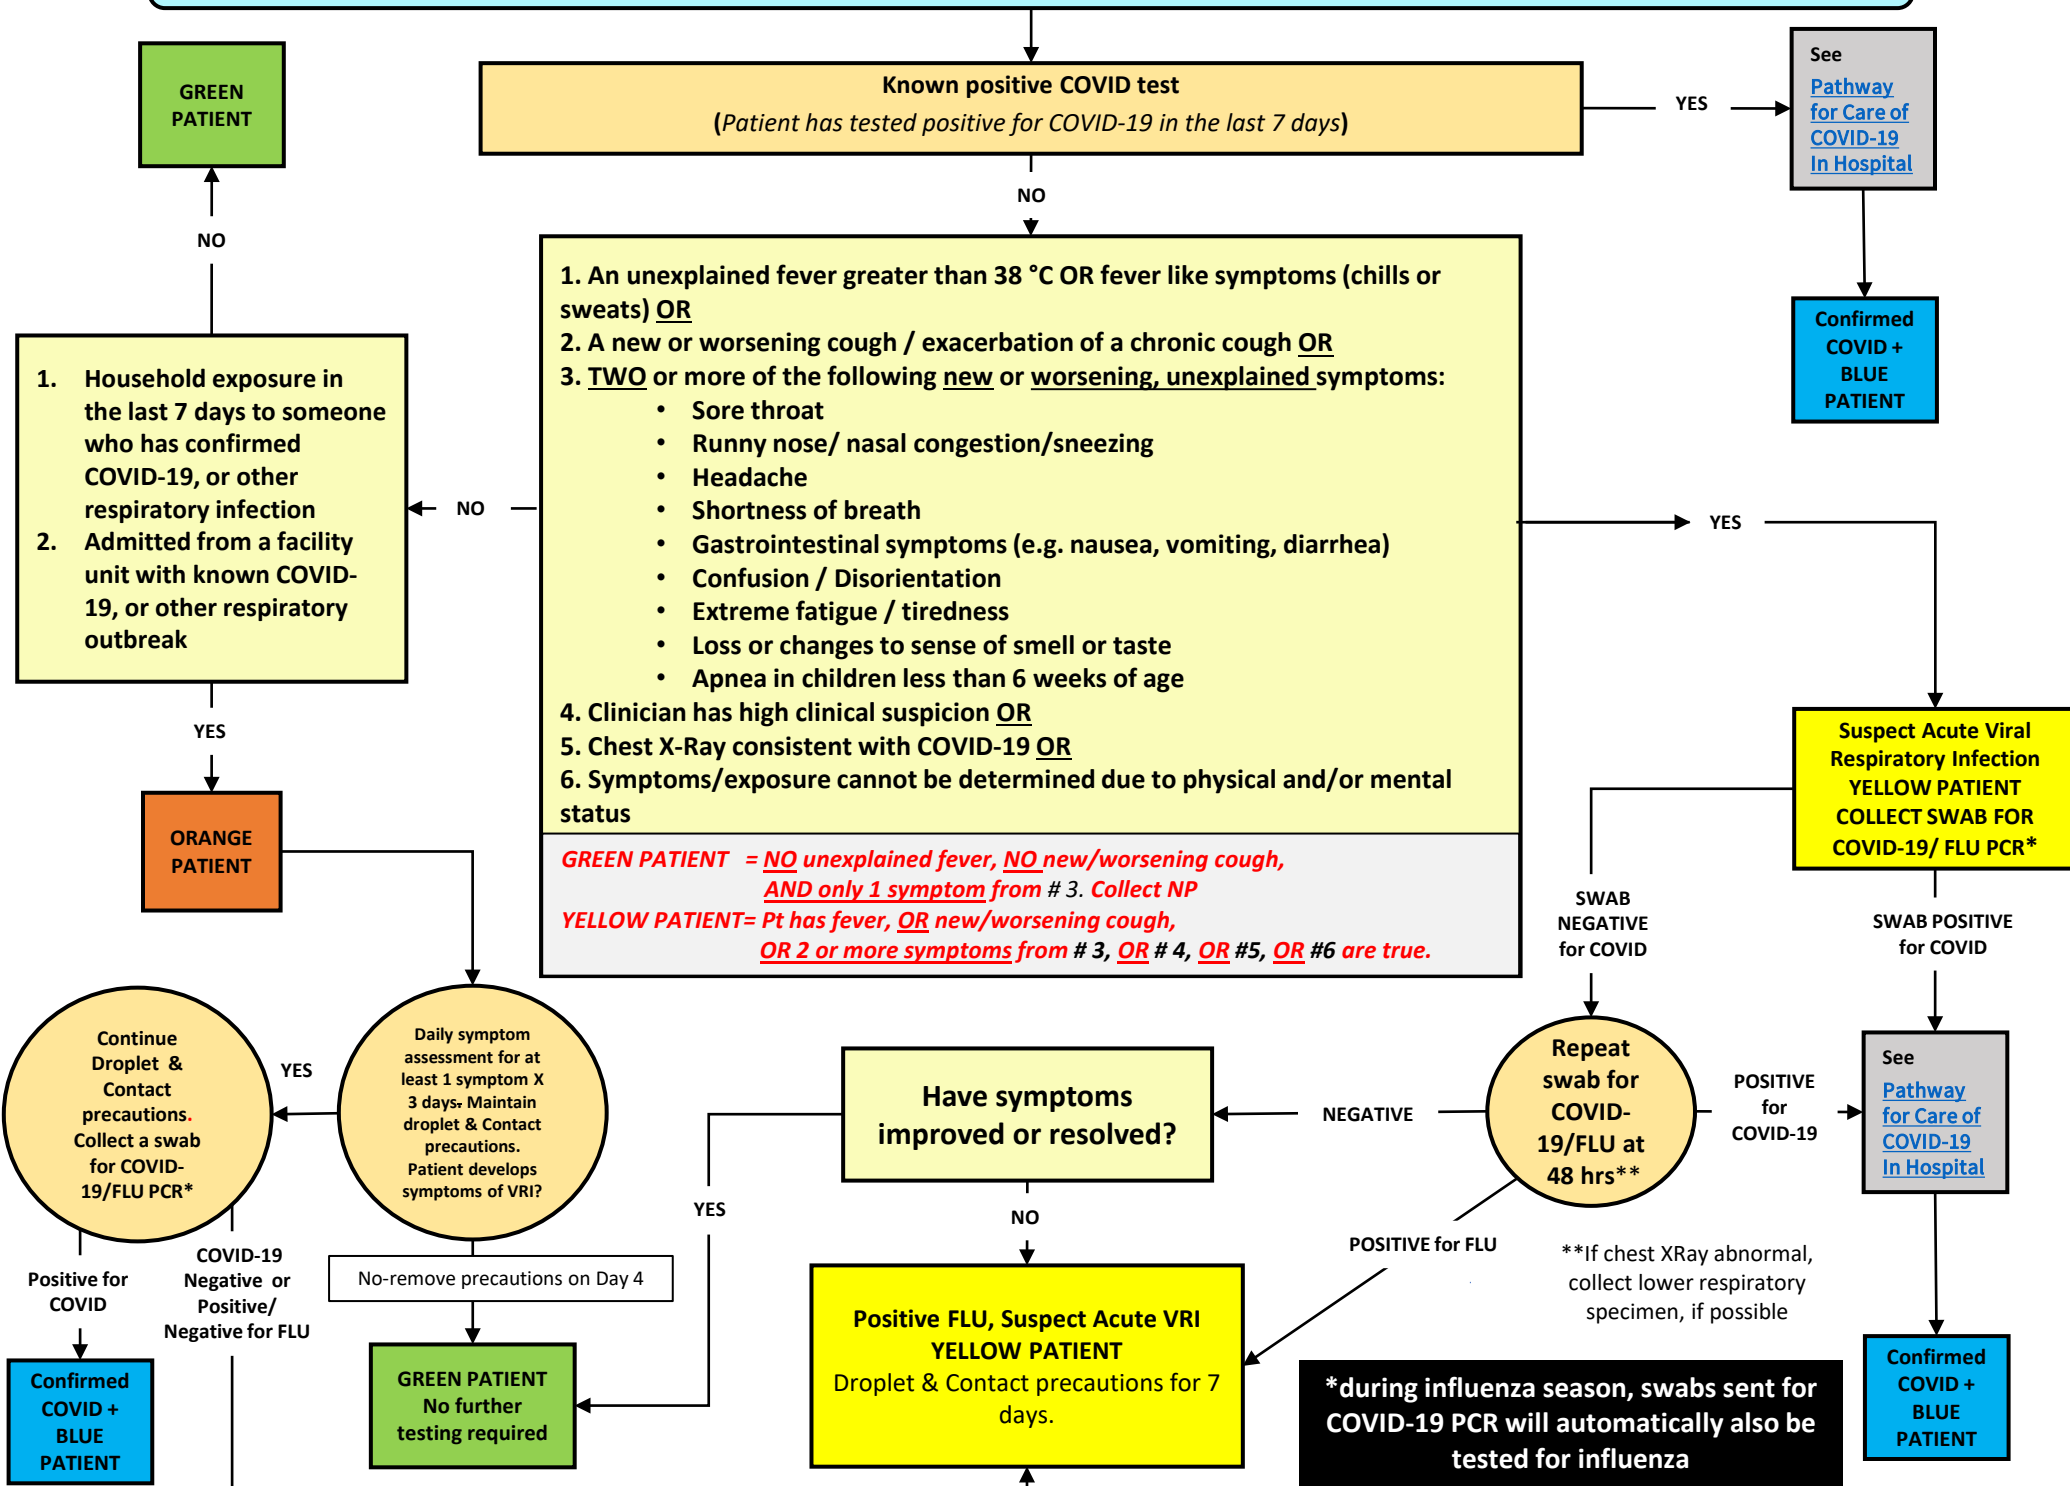 Known positive COVID test
(Patient has tested positive for COVID-19 in the last 7 days)
YES
See
Pathway
for Care of
COVID-19
In Hospital
GREEN
PATIENT
NO
NO
Confirmed
COVID +
BLUE
PATIENT
1. An unexplained fever greater than 38 °C OR fever like symptoms (chills or
sweats) OR
2. A new or worsening cough / exacerbation of a chronic cough OR
3. TWO or more of the following new or worsening, unexplained symptoms:
• Sore throat
• Runny nose/ nasal congestion/sneezing
• Headache
• Shortness of breath
• Gastrointestinal symptoms (e.g. nausea, vomiting, diarrhea)
• Confusion / Disorientation
• Extreme fatigue / tiredness
• Loss or changes to sense of smell or taste
• Apnea in children less than 6 weeks of age
4. Clinician has high clinical suspicion OR
5. Chest X-Ray consistent with COVID-19 OR
6. Symptoms/exposure cannot be determined due to physical and/or mental
status
GREEN PATIENT = NO unexplained fever, NO new/worsening cough,
AND only 1 symptom from # 3. Collect NP
YELLOW PATIENT= Pt has fever, OR new/worsening cough,
OR 2 or more symptoms from # 3, OR # 4, OR #5, OR #6 are true.
NO
YES
1. Household exposure in
the last 7 days to someone
who has confirmed
COVID-19, or other
respiratory infection
2. Admitted from a facility
unit with known COVID-
19, or other respiratory
outbreak
YES
ORANGE
PATIENT
Suspect Acute Viral
Respiratory Infection
YELLOW PATIENT
COLLECT SWAB FOR
COVID-19/ FLU PCR*
SWAB
NEGATIVE
for COVID
SWAB POSITIVE
for COVID
Continue
Droplet &
Contact
precautions.
Collect a swab
for COVID-
19/FLU PCR*
YES
Daily symptom
assessment for at
least 1 symptom X
3 days. Maintain
droplet & Contact
precautions.
Patient develops
symptoms of VRI?
Have symptoms
improved or resolved?
NEGATIVE
Repeat
swab for
COVID-
19/FLU at
48 hrs**
POSITIVE
for
COVID-19
See
Pathway
for Care of
COVID-19
In Hospital
YES
NO
POSITIVE for FLU
**If chest XRay abnormal,
collect lower respiratory
specimen, if possible
Positive for
COVID
COVID-19
Negative or
Positive/
Negative for FLU
No-remove precautions on Day 4
Confirmed
COVID +
BLUE
PATIENT
GREEN PATIENT
No further
testing required
Positive FLU, Suspect Acute VRI
YELLOW PATIENT
Droplet & Contact precautions for 7
days.
*during influenza season, swabs sent for
COVID-19 PCR will automatically also be
tested for influenza
Confirmed
COVID +
BLUE
PATIENT